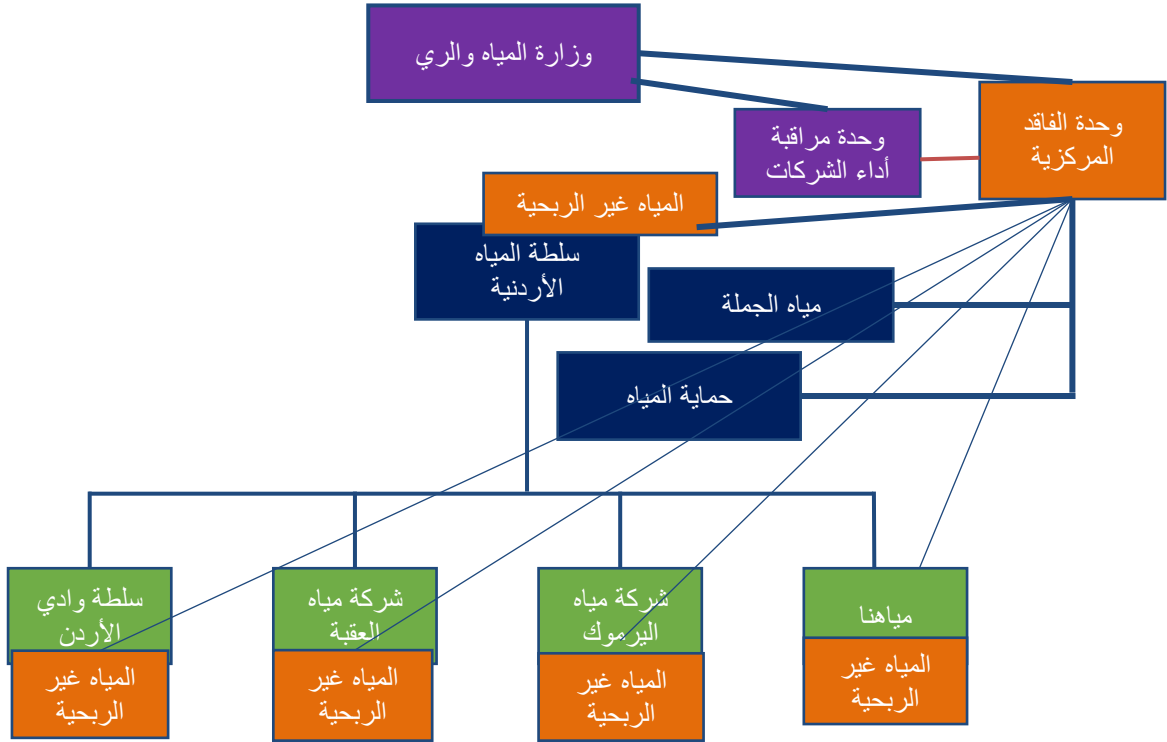 وزارة المياه والري
وحدة الفاقد
المركزية
وحدة مراقبة
أداء الشركات
المياه غير الربحية
سلطة المياه
الأردنية
مياه الجملة
حماية المياه
مياهنا
شركة مياه
اليرموك
شركة مياه
العقبة
سلطة وادي
الأردن
المياه غير
الربحية
المياه غير
الربحية
المياه غير
الربحية
المياه غير
الربحية